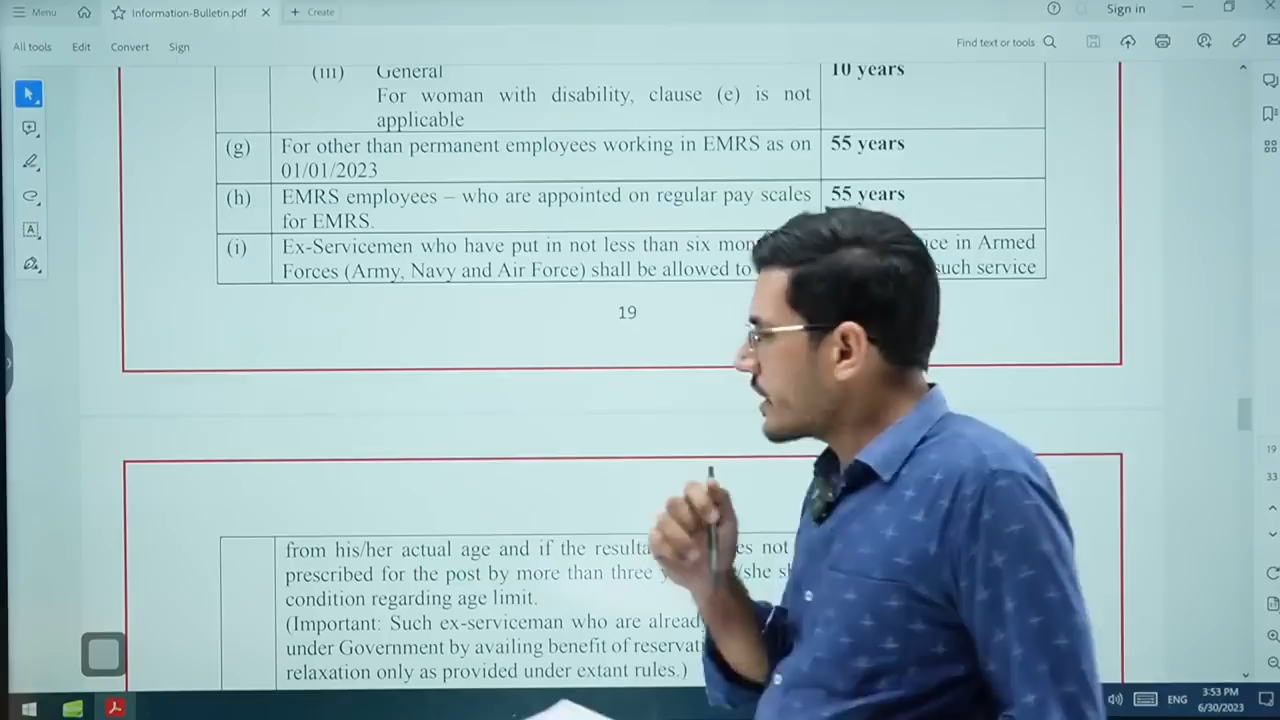 Menu
Information-Bulletin.pdf
Create
Sign in
All tools
Edit
Convert
Sign
Find text or tools
(iii) General
10 years
For woman with disability, clause (e) is not
applicable
(g) For other than permanent employees working in EMRS as on
55 years
01/01/2023
(h) EMRS employees – who are appointed on regular pay scales
55 years
for EMRS.
(i) Ex-Servicemen who have put in not less than six in Armed
Forces (Army, Navy and Air Force) shall be allowed to such service
19
19
33
from his/her actual age and if the not
prescribed for the post by more than three
condition regarding age limit.
(Important: Such ex-serviceman who are
under Government by availing benefit of
relaxation only as provided under extant rules.)
ENG
3:53 PM
6/30/2023